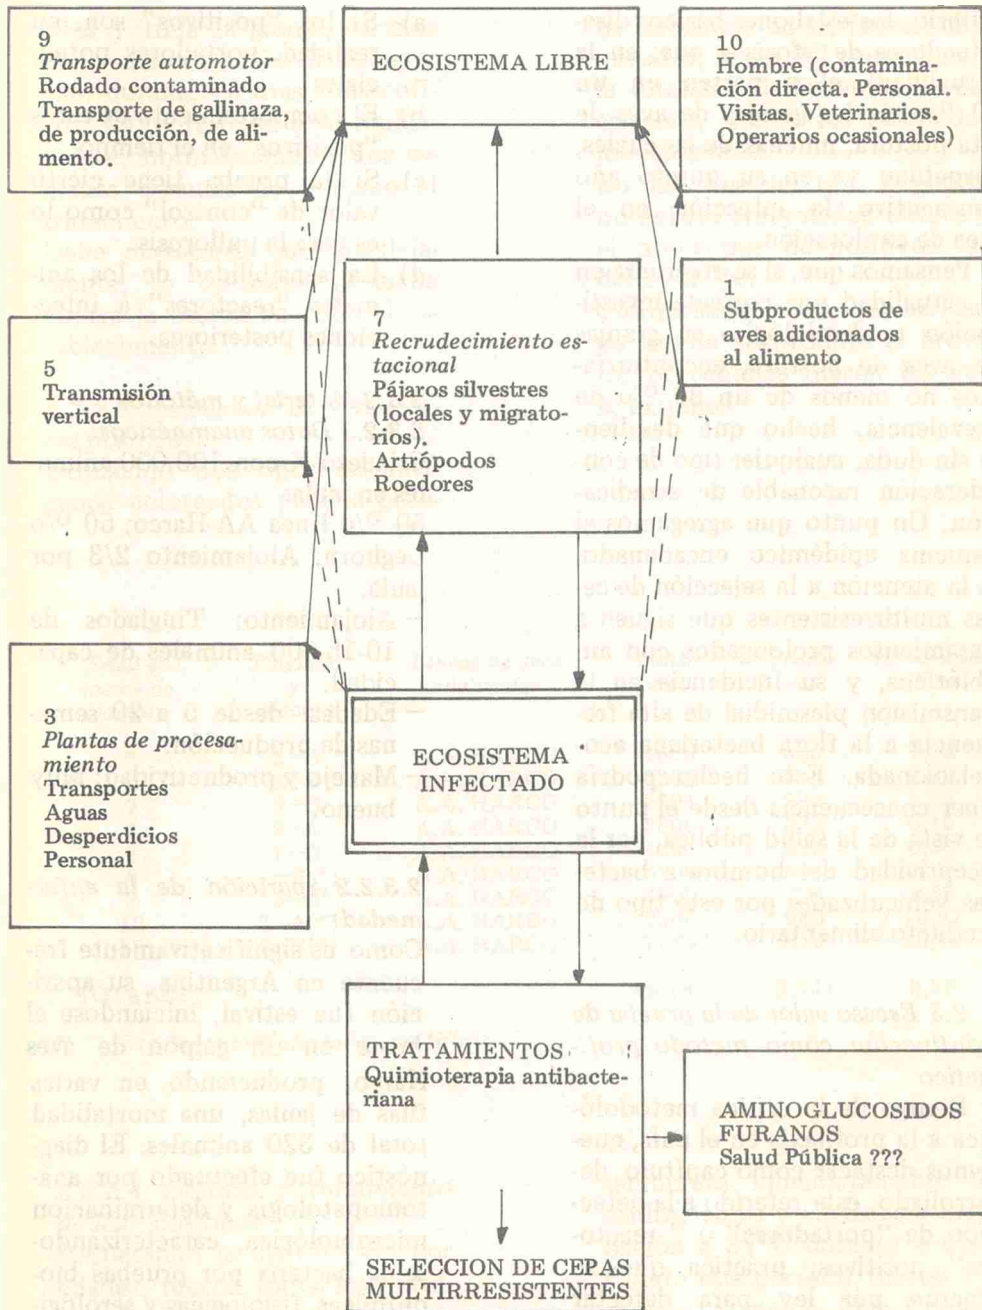 9
Transporte automotor
Rodado contaminado
Transporte de gallinaza,
de producción, de ali-
mento.
ECOSISTEMA LIBRE
10
Hombre (contamina-
ción directa. Personal.
Visitas. Veterinarios.
Operarios ocasionales)
5
Transmisión
vertical
7
Recrudecimiento es-
tacional
Pájaros silvestres
(locales y migrato-
rios).
Artrópodos
Roedores
1
Subproductos de
aves adicionados
al alimento
3
Plantas de procesa-
miento
Transportes
Aguas
Desperdicios
Personal
ECOSISTEMA
INFECTADO
TRATAMIENTOS
Quimioterapia antibacte-
riana
AMINOGLUCOSIDOS
FURANOS
Salud Pública ???
SELECCION DE CEPAS
MULTIRRESISTENTES